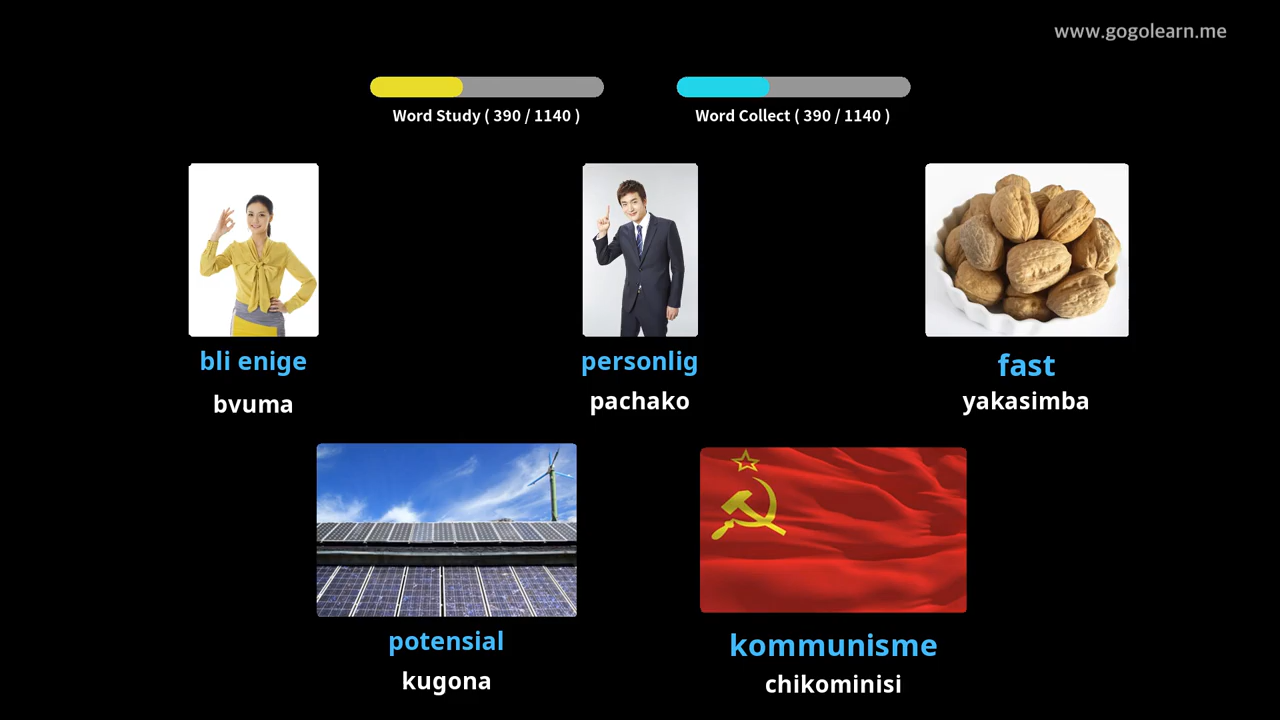 www.gogolearn.me
Word Study ( 390 / 1140 )
Word Collect ( 390 / 1140 )
bli enige
bvuma
personlig
pachako
fast
yakasimba
potensial
kugona
kommunisme
chikominisi